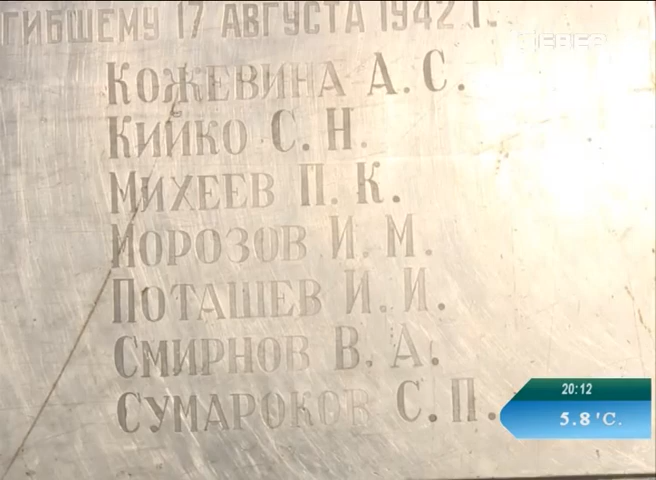 ГИБШЕМУ 17 АВГУСТА 1942 Г.
КОЖЕВИНА А. С.
КИЙКО С. Н.
МИХЕЕВ П. К.
МОРОЗОВ И. М.
ПОТАШЕВ И. И.
СМИРНОВ В. А.
СУМАРОКОВ С. П.
20:12
5.8'C.